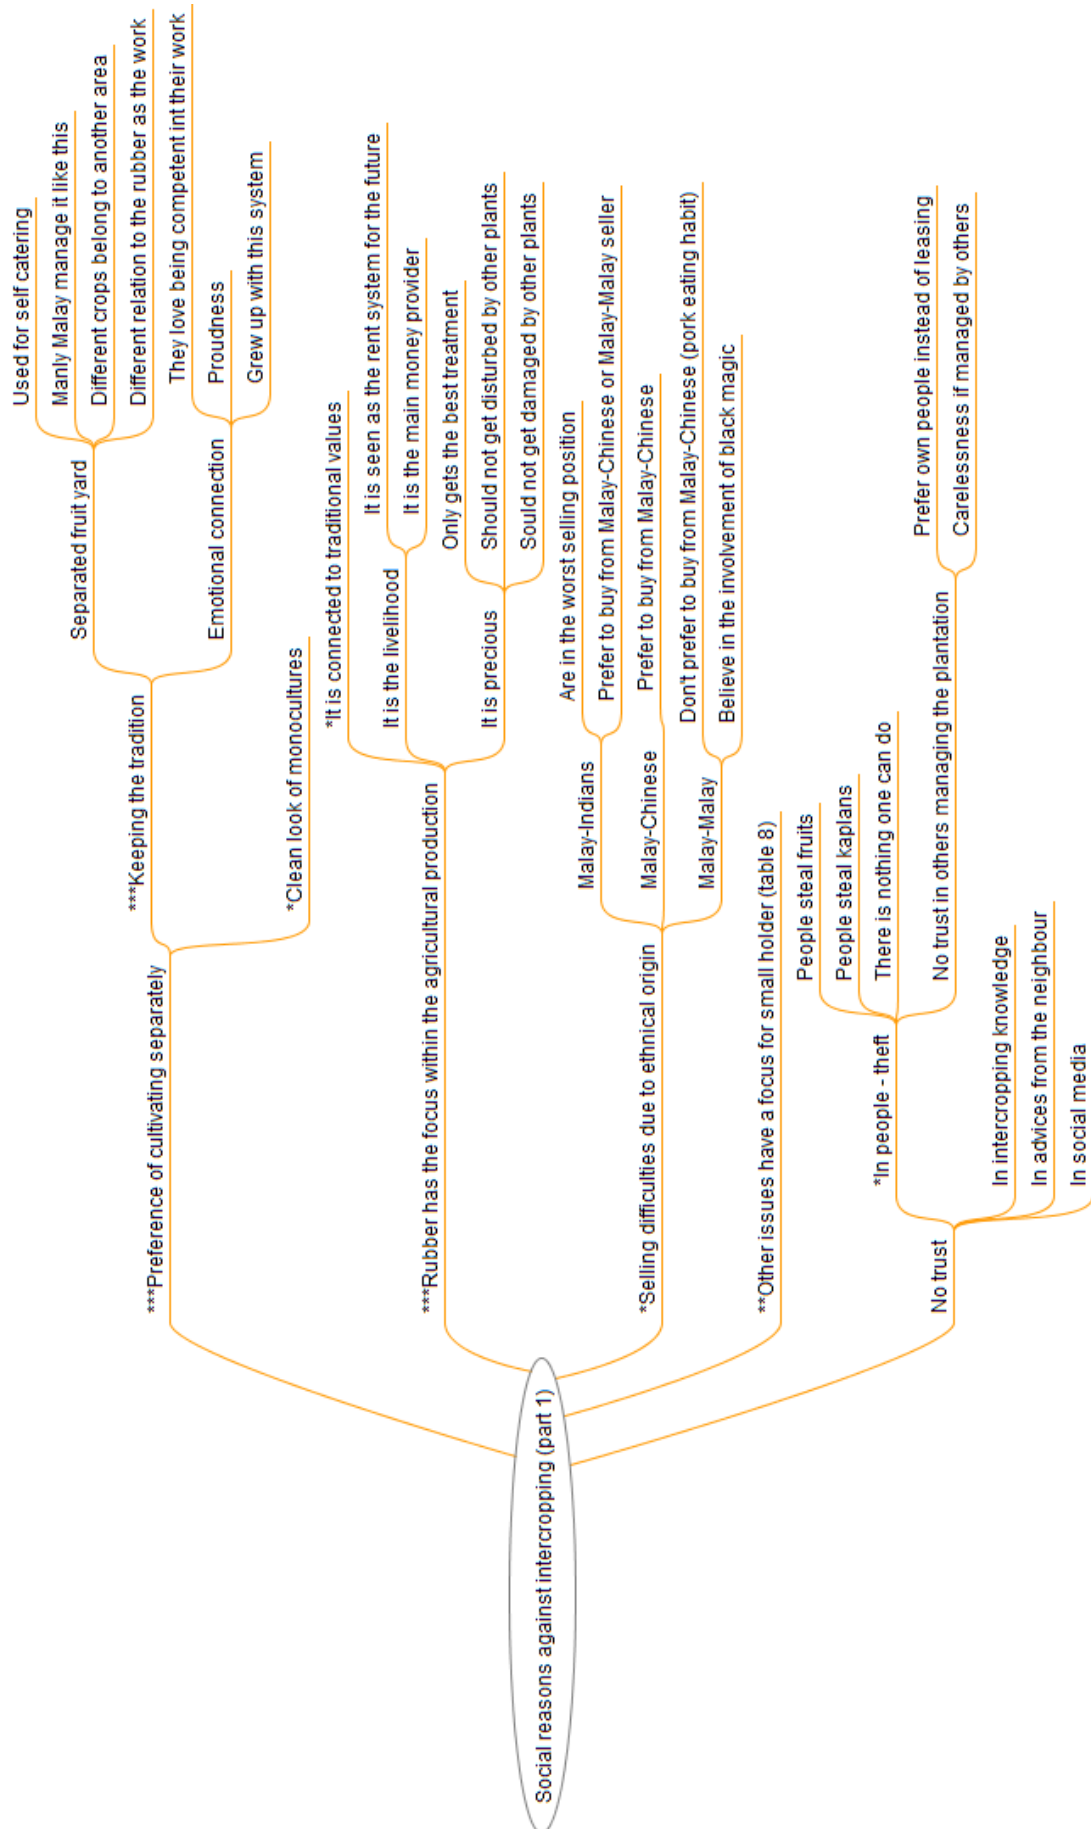 Social reasons against intercropping (part 1)
***Preference of cultivating separately
***Keeping the tradition
Separated fruit yard
Used for self catering
Manly Malay manage it like this
Different crops belong to another area
Different relation to the rubber as the work
Emotional connection
They love being competent int their work
Proudness
Grew up with this system
*Clean look of monocultures
***Rubber has the focus within the agricultural production
*It is connected to traditional values
It is the livelihood
It is seen as the rent system for the future
It is the main money provider
It is precious
Only gets the best treatment
Should not get disturbed by other plants
Sould not get damaged by other plants
*Selling difficulties due to ethnical origin
Malay-Indians
Are in the worst selling position
Prefer to buy from Malay-Chinese or Malay-Malay seller
Malay-Chinese
Prefer to buy from Malay-Chinese
Malay-Malay
Don't prefer to buy from Malay-Chinese (pork eating habit)
Believe in the involvement of black magic
**Other issues have a focus for small holder (table 8)
No trust
*In people - theft
People steal fruits
People steal kaplans
There is nothing one can do
No trust in others managing the plantation
Prefer own people instead of leasing
Carelessness if managed by others
In intercropping knowledge
In advices from the neighbour
In social media